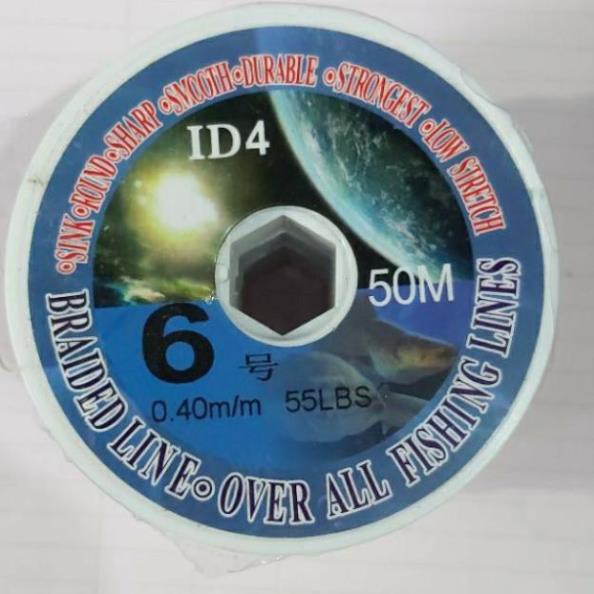 ◦SINK◦ROUND◦SHARP◦SMOOTH◦DURABLE ◦STRONGEST◦LOW STRETCH
ID4
50M
6 号
0.40m/m 55LBS
BRAIDED LINE◎OVER ALL FISHING LINES